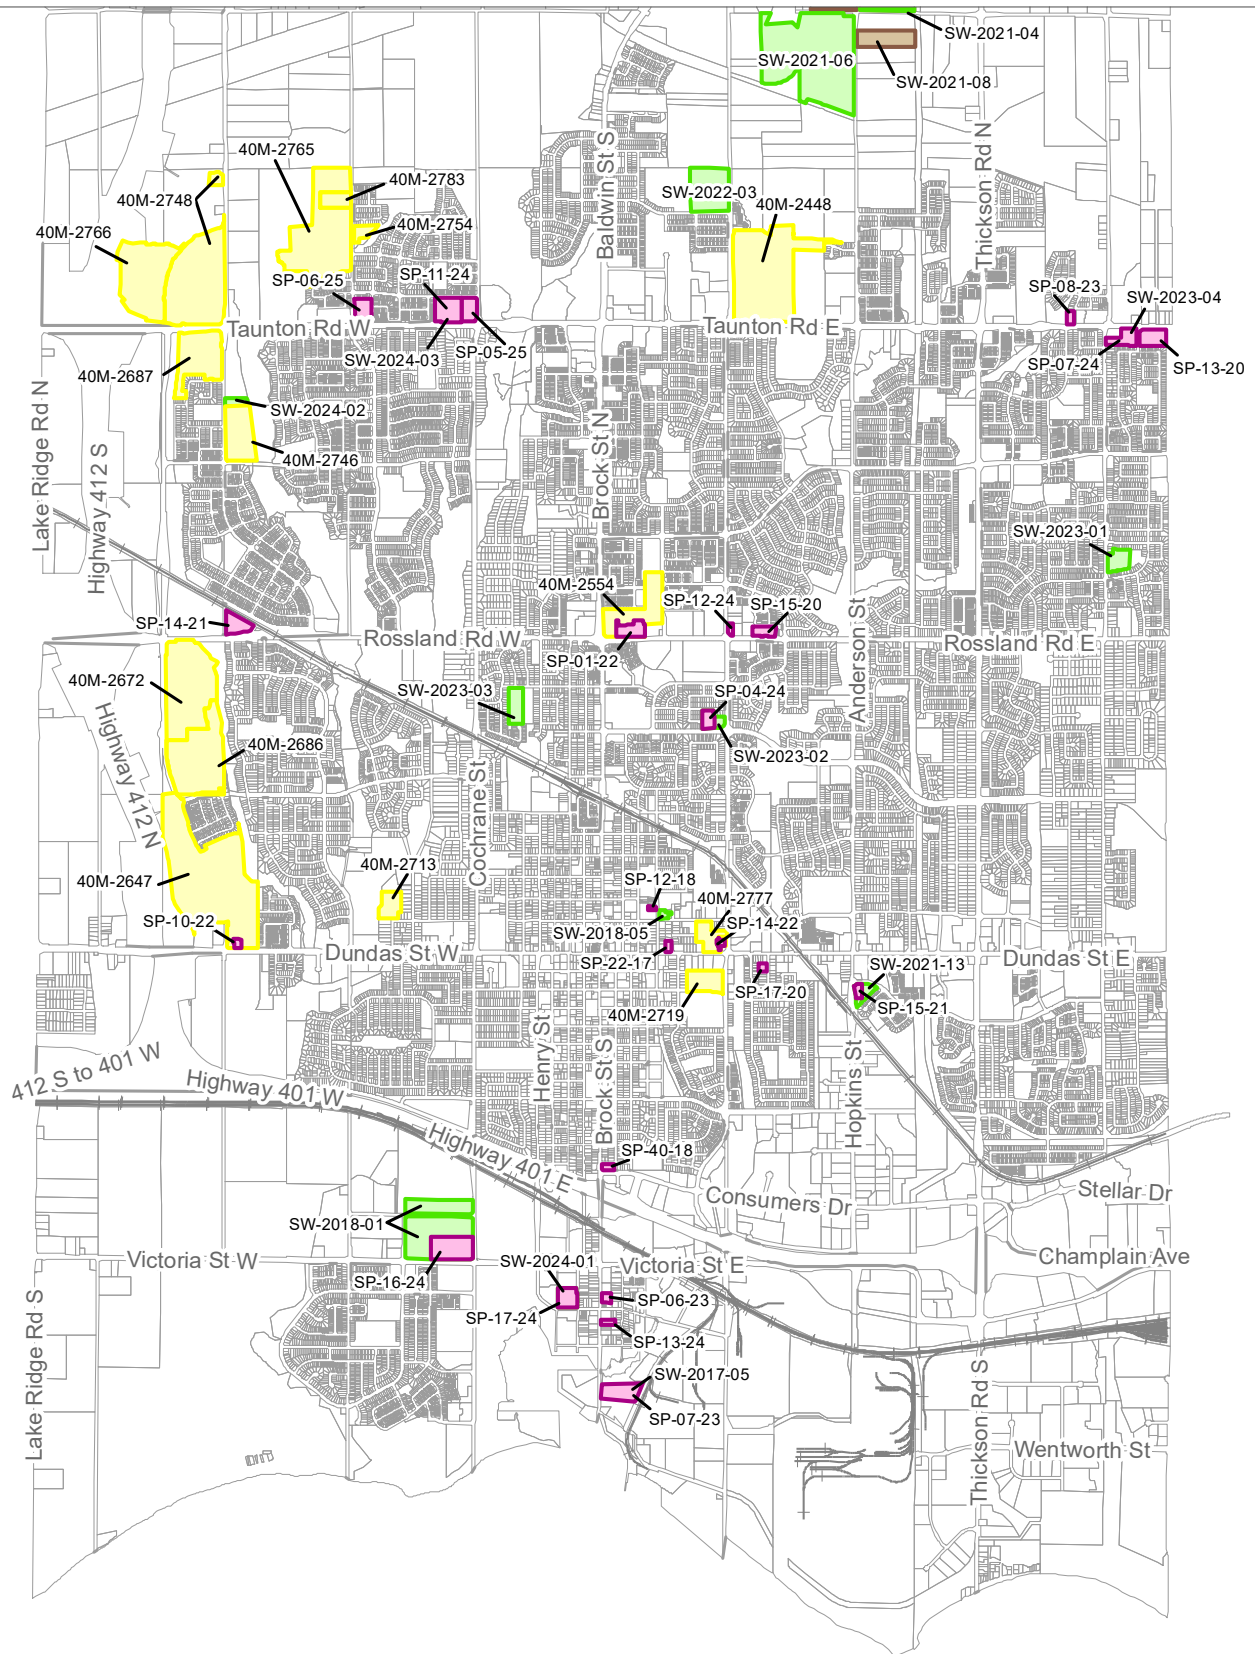 SW-2021-04
SW-2021-06
SW-2021-08
Baldwin St S
Thickson Rd N
40M-2765
40M-2783
40M-2748
40M-2754
40M-2766
SW-2022-03
40M-2448
SP-11-24
SP-06-25
SP-08-23
SW-2023-04
Taunton Rd W
Taunton Rd E
SW-2024-03
SP-05-25
SP-07-24
SP-13-20
40M-2687
SW-2024-02
40M-2746
Lake Ridge Rd N
Highway 412 S
Brock St N
SW-2023-01
40M-2554
SP-12-24
SP-15-20
SP-14-21
Rossland Rd W
Rossland Rd E
SP-01-22
Anderson St
40M-2672
SW-2023-03
SP-04-24
Highway 412 N
40M-2686
SW-2023-02
Cochrane St
40M-2647
40M-2713
SP-12-18
40M-2777
SP-10-22
SW-2018-05
SP-14-22
Dundas St W
SP-22-17
Dundas St E
SW-2021-13
SP-17-20
40M-2719
SP-15-21
Henry St
Brock St S
Hopkins St
412 S to 401 W
Highway 401 W
Highway 401 E
SP-40-18
Consumers Dr
Stellar Dr
SW-2018-01
Victoria St W
SW-2024-01
Victoria St E
Champlain Ave
SP-16-24
SP-06-23
SP-17-24
SP-13-24
Lake Ridge Rd S
SW-2017-05
SP-07-23
Thickson Rd S
Wentworth St